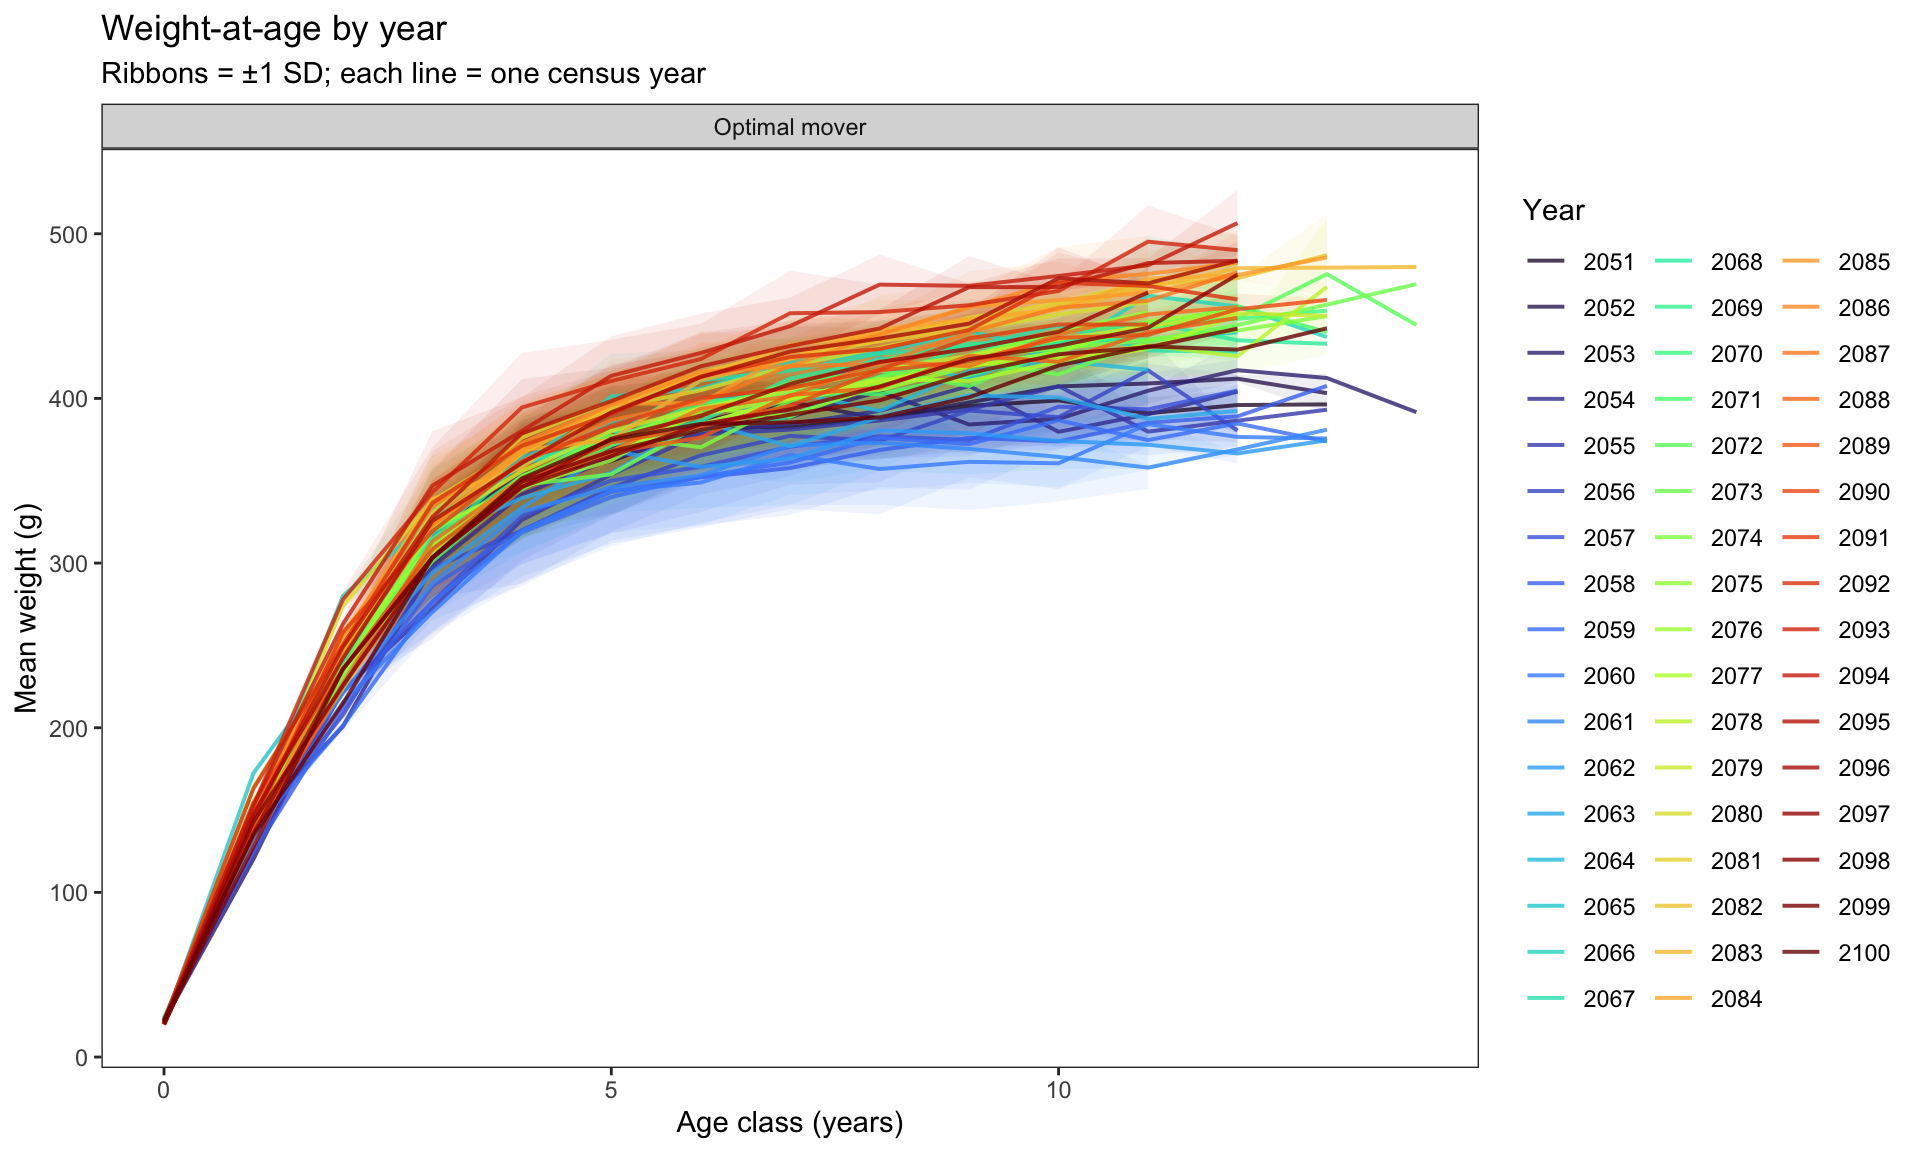 Weight-at-age by year
Ribbons = ±1 SD; each line = one census year
Optimal mover
Mean weight (g)
500
400
300
200
100
0
0 5 10
Age class (years)
Year
2051 2068 2085
2052 2069 2086
2053 2070 2087
2054 2071 2088
2055 2072 2089
2056 2073 2090
2057 2074 2091
2058 2075 2092
2059 2076 2093
2060 2077 2094
2061 2078 2095
2062 2079 2096
2063 2080 2097
2064 2081 2098
2065 2082 2099
2066 2083 2100
2067 2084